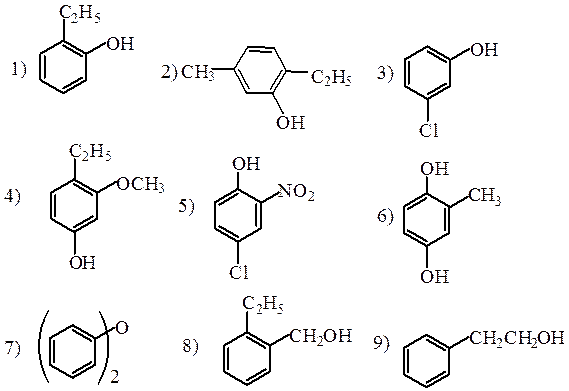 C₂H₅
OH
1)
2) CH₃
C₂H₅
OH
3)
OH
Cl
4)
C₂H₅
OCH₃
OH
5)
OH
NO₂
Cl
6)
OH
CH₃
OH
7) ( )₂ O
8)
C₂H₅
CH₂OH
9)
CH₂CH₂OH